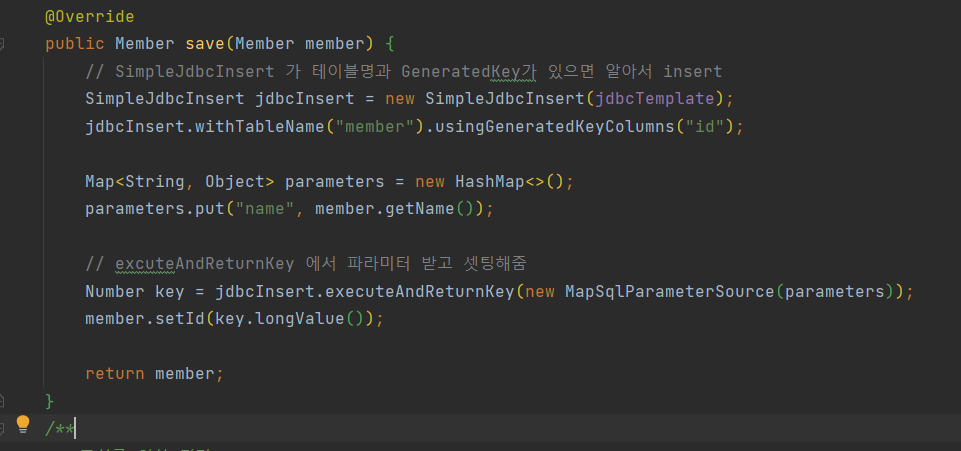 @Override
public Member save(Member member) {
// SimpleJdbcInsert 가 테이블명과 GeneratedKey가 있으면 알아서 insert
SimpleJdbcInsert jdbcInsert = new SimpleJdbcInsert(jdbcTemplate);
jdbcInsert.withTableName("member").usingGeneratedKeyColumns("id");
Map<String, Object> parameters = new HashMap<>();
parameters.put("name", member.getName());
// excuteAndReturnKey 에서 파라미터 받고 셋팅해줌
Number key = jdbcInsert.executeAndReturnKey(new MapSqlParameterSource(parameters));
member.setId(key.longValue());
return member;
}
/**